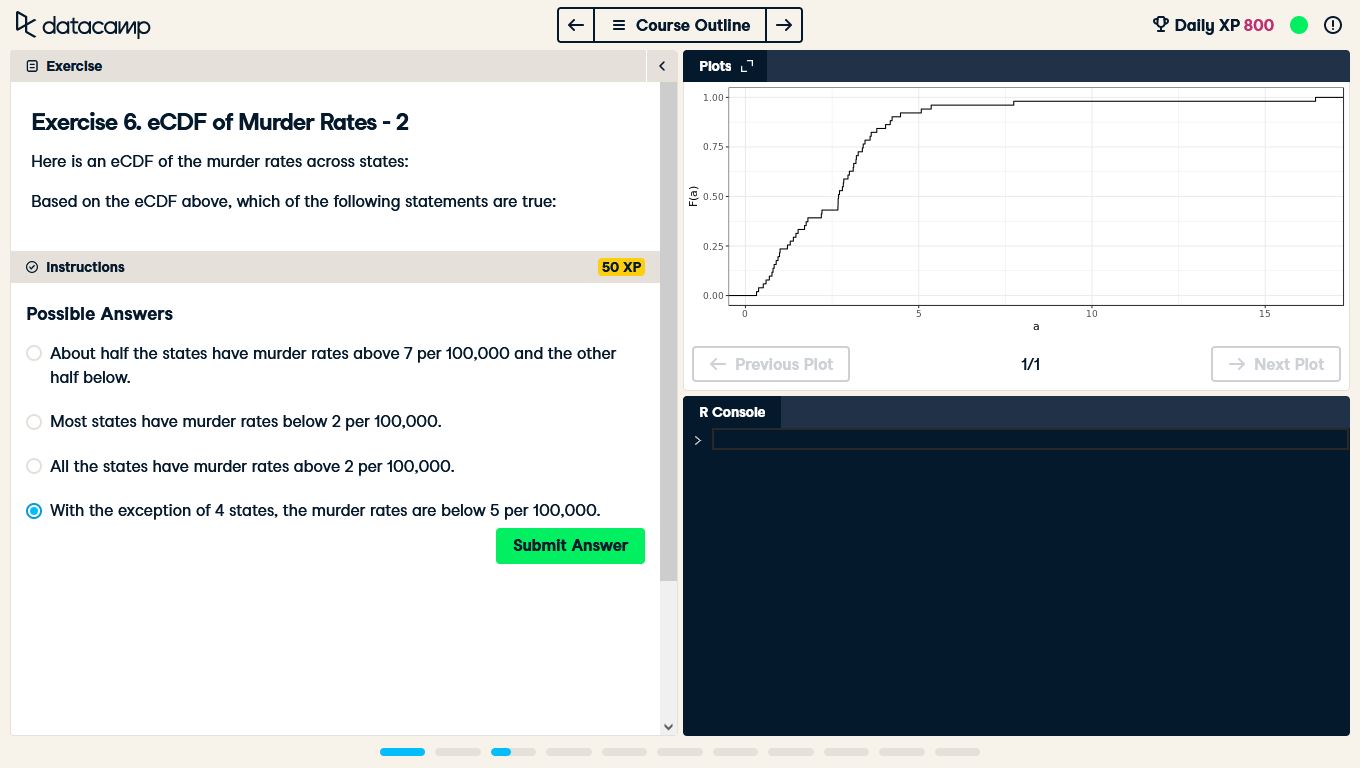 datacamp
Course Outline
Daily XP 800
Exercise
Exercise 6. eCDF of Murder Rates - 2
Here is an eCDF of the murder rates across states:
Based on the eCDF above, which of the following statements are true:
Instructions
50 XP
Possible Answers
About half the states have murder rates above 7 per 100,000 and the other
half below.
Most states have murder rates below 2 per 100,000.
All the states have murder rates above 2 per 100,000.
With the exception of 4 states, the murder rates are below 5 per 100,000.
Submit Answer
Plots
1.00
0.75
0.50
0.25
0.00
F(a)
0 5 10 15
a
Previous Plot
1/1
Next Plot
R Console
>